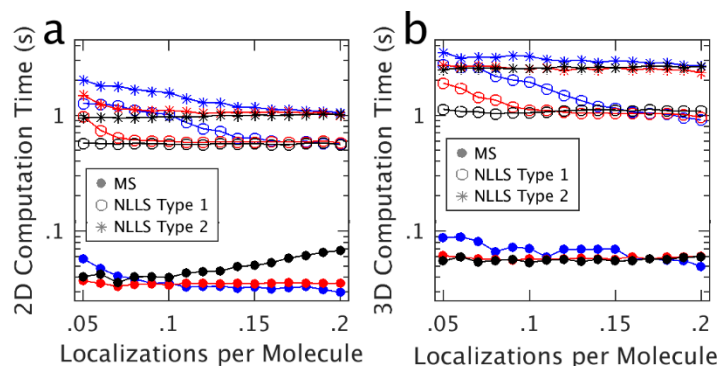 a
2D Computation Time (s)
1
.1
MS
NLLS Type 1
NLLS Type 2
.05
.1
.15
.2
Localizations per Molecule
b
3D Computation Time (s)
1
.1
MS
NLLS Type 1
NLLS Type 2
.05
.1
.15
.2
Localizations per Molecule